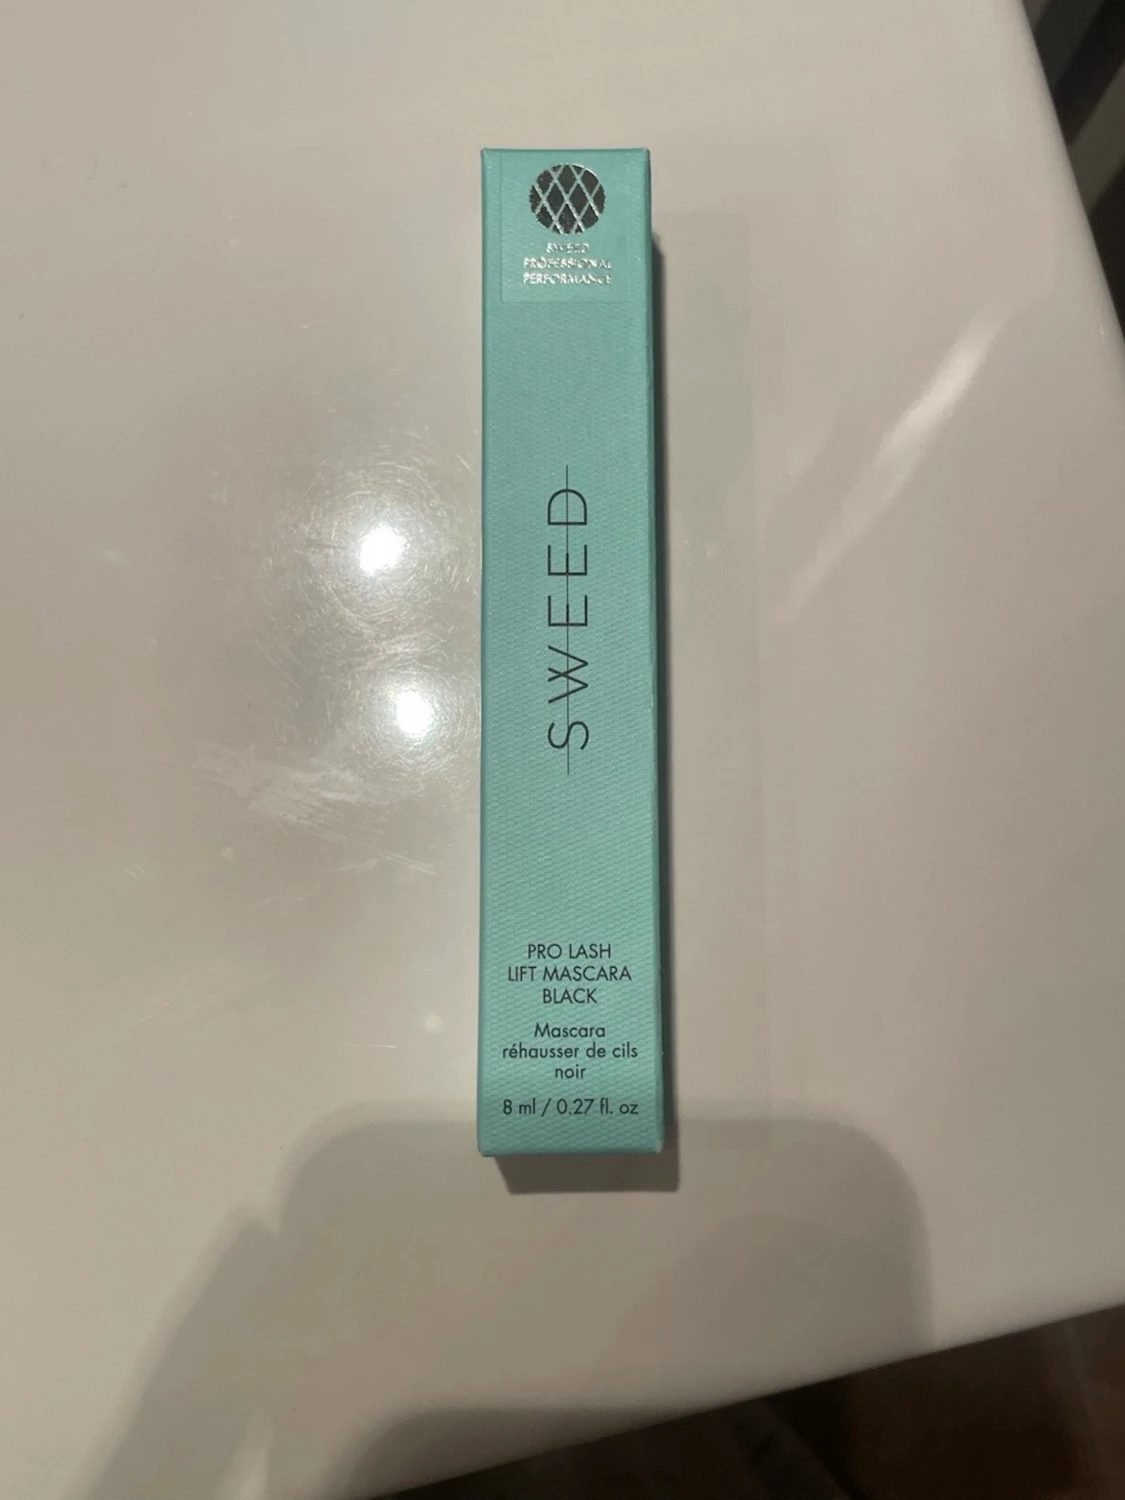 SWEED
PROFESSIONAL
PERFORMANCE
SWEED
PRO LASH
LIFT MASCARA
BLACK
Mascara
réhausser de cils
noir
8 ml / 0.27 fl. oz